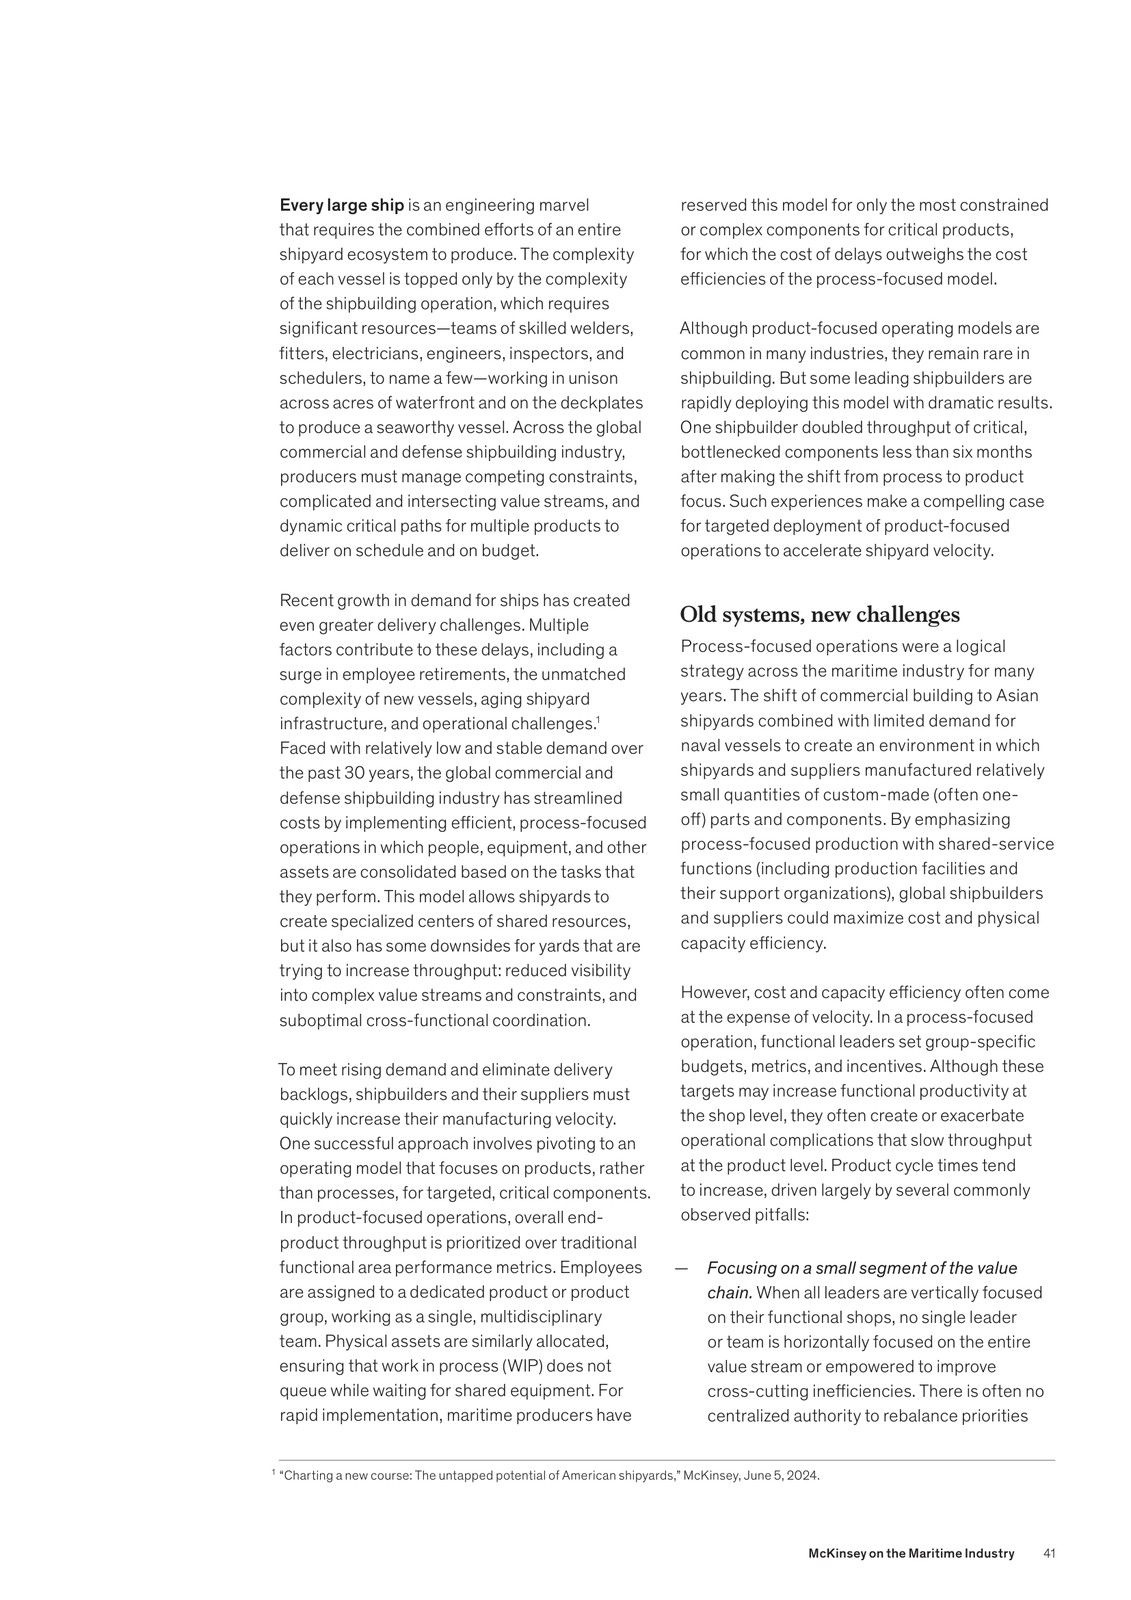 Every large ship is an engineering marvel
that requires the combined efforts of an entire
shipyard ecosystem to produce. The complexity
of each vessel is topped only by the complexity
of the shipbuilding operation, which requires
significant resources—teams of skilled welders,
fitters, electricians, engineers, inspectors, and
schedulers, to name a few—working in unison
across acres of waterfront and on the deckplates
to produce a seaworthy vessel. Across the global
commercial and defense shipbuilding industry,
producers must manage competing constraints,
complicated and intersecting value streams, and
dynamic critical paths for multiple products to
deliver on schedule and on budget.
Recent growth in demand for ships has created
even greater delivery challenges. Multiple
factors contribute to these delays, including a
surge in employee retirements, the unmatched
complexity of new vessels, aging shipyard
infrastructure, and operational challenges.¹
Faced with relatively low and stable demand over
the past 30 years, the global commercial and
defense shipbuilding industry has streamlined
costs by implementing efficient, process-focused
operations in which people, equipment, and other
assets are consolidated based on the tasks that
they perform. This model allows shipyards to
create specialized centers of shared resources,
but it also has some downsides for yards that are
trying to increase throughput: reduced visibility
into complex value streams and constraints, and
suboptimal cross-functional coordination.
To meet rising demand and eliminate delivery
backlogs, shipbuilders and their suppliers must
quickly increase their manufacturing velocity.
One successful approach involves pivoting to an
operating model that focuses on products, rather
than processes, for targeted, critical components.
In product-focused operations, overall end-
product throughput is prioritized over traditional
functional area performance metrics. Employees
are assigned to a dedicated product or product
group, working as a single, multidisciplinary
team. Physical assets are similarly allocated,
ensuring that work in process (WIP) does not
queue while waiting for shared equipment. For
rapid implementation, maritime producers have
reserved this model for only the most constrained
or complex components for critical products,
for which the cost of delays outweighs the cost
efficiencies of the process-focused model.
Although product-focused operating models are
common in many industries, they remain rare in
shipbuilding. But some leading shipbuilders are
rapidly deploying this model with dramatic results.
One shipbuilder doubled throughput of critical,
bottlenecked components less than six months
after making the shift from process to product
focus. Such experiences make a compelling case
for targeted deployment of product-focused
operations to accelerate shipyard velocity.
Old systems, new challenges
Process-focused operations were a logical
strategy across the maritime industry for many
years. The shift of commercial building to Asian
shipyards combined with limited demand for
naval vessels to create an environment in which
shipyards and suppliers manufactured relatively
small quantities of custom-made (often one-
off) parts and components. By emphasizing
process-focused production with shared-service
functions (including production facilities and
their support organizations), global shipbuilders
and suppliers could maximize cost and physical
capacity efficiency.
However, cost and capacity efficiency often come
at the expense of velocity. In a process-focused
operation, functional leaders set group-specific
budgets, metrics, and incentives. Although these
targets may increase functional productivity at
the shop level, they often create or exacerbate
operational complications that slow throughput
at the product level. Product cycle times tend
to increase, driven largely by several commonly
observed pitfalls:
— Focusing on a small segment of the value
chain. When all leaders are vertically focused
on their functional shops, no single leader
or team is horizontally focused on the entire
value stream or empowered to improve
cross-cutting inefficiencies. There is often no
centralized authority to rebalance priorities
¹ “Charting a new course: The untapped potential of American shipyards,” McKinsey, June 5, 2024.
McKinsey on the Maritime Industry 41